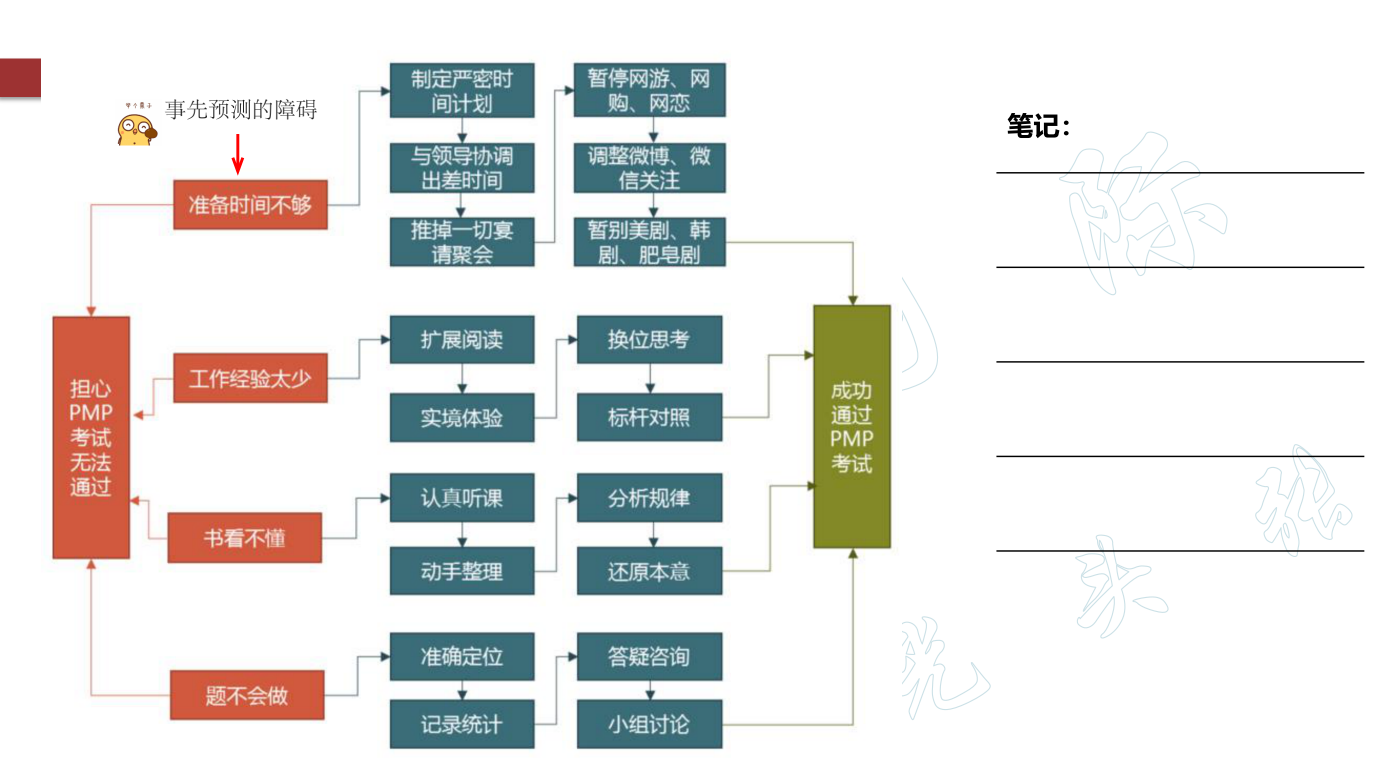 事先预测的障碍
准备时间不够
制定严密时
间计划
与领导协调
出差时间
推掉一切宴
请聚会
暂停网游、网
购、网恋
调整微博、微
信关注
暂别美剧、韩
剧、肥皂剧
担心
PMP
考试
无法
通过
工作经验太少
扩展阅读
实境体验
换位思考
标杆对照
书看不懂
认真听课
动手整理
分析规律
还原本意
题不会做
准确定位
记录统计
答疑咨询
小组讨论
成功
通过
PMP
考试
笔记：